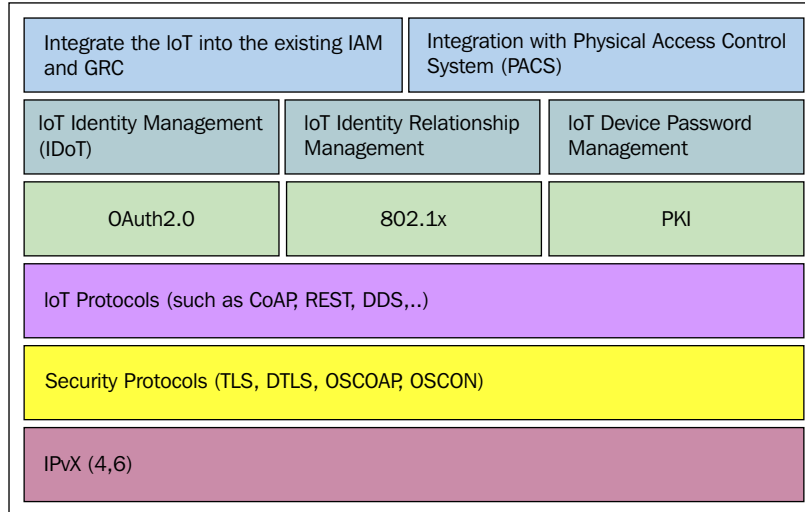 Integrate the IoT into the existing IAM
and GRC
Integration with Physical Access Control
System (PACS)
IoT Identity Management
(IDoT)
IoT Identity Relationship
Management
IoT Device Password
Management
OAuth2.0
802.1x
PKI
IoT Protocols (such as CoAP, REST, DDS,..)
Security Protocols (TLS, DTLS, OSCOAP, OSCON)
IPvX (4,6)